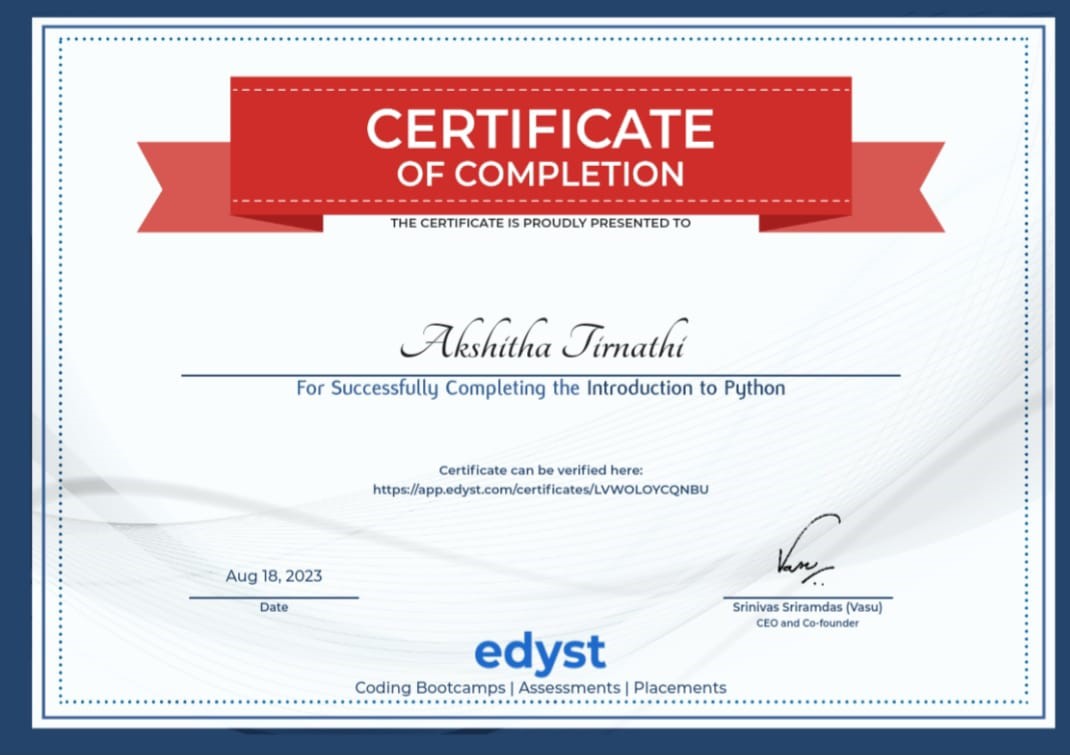 CERTIFICATE
OF COMPLETION
THE CERTIFICATE IS PROUDLY PRESENTED TO
Akshitha Tirnathi
For Successfully Completing the Introduction to Python
Certificate can be verified here:
https://app.edyst.com/certificates/LVWOLOYCQNBU
Aug 18, 2023
Date
Vasu
Srinivas Sriramdas (Vasu)
CEO and Co-founder
edyst
Coding Bootcamps | Assessments | Placements